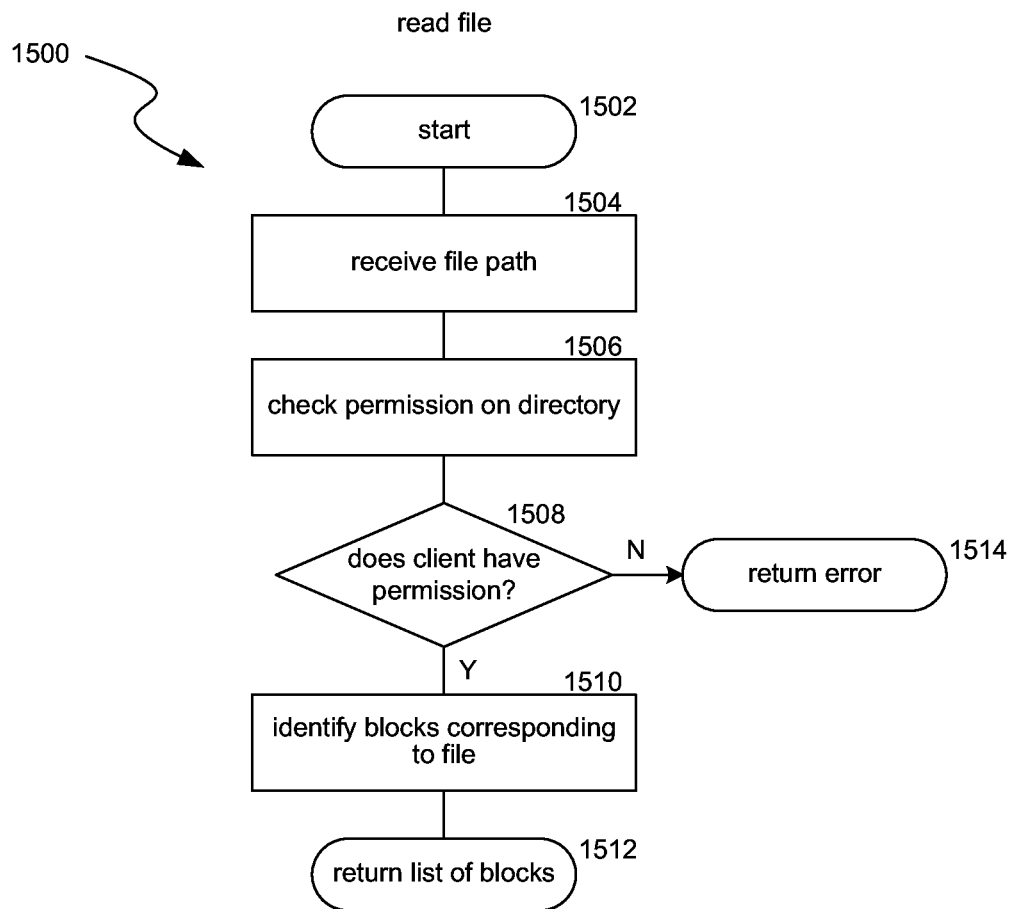 read file
1500
1502
start
1504
receive file path
1506
check permission on directory
1508
does client have
permission?
N
1514
return error
Y
1510
identify blocks corresponding
to file
1512
return list of blocks